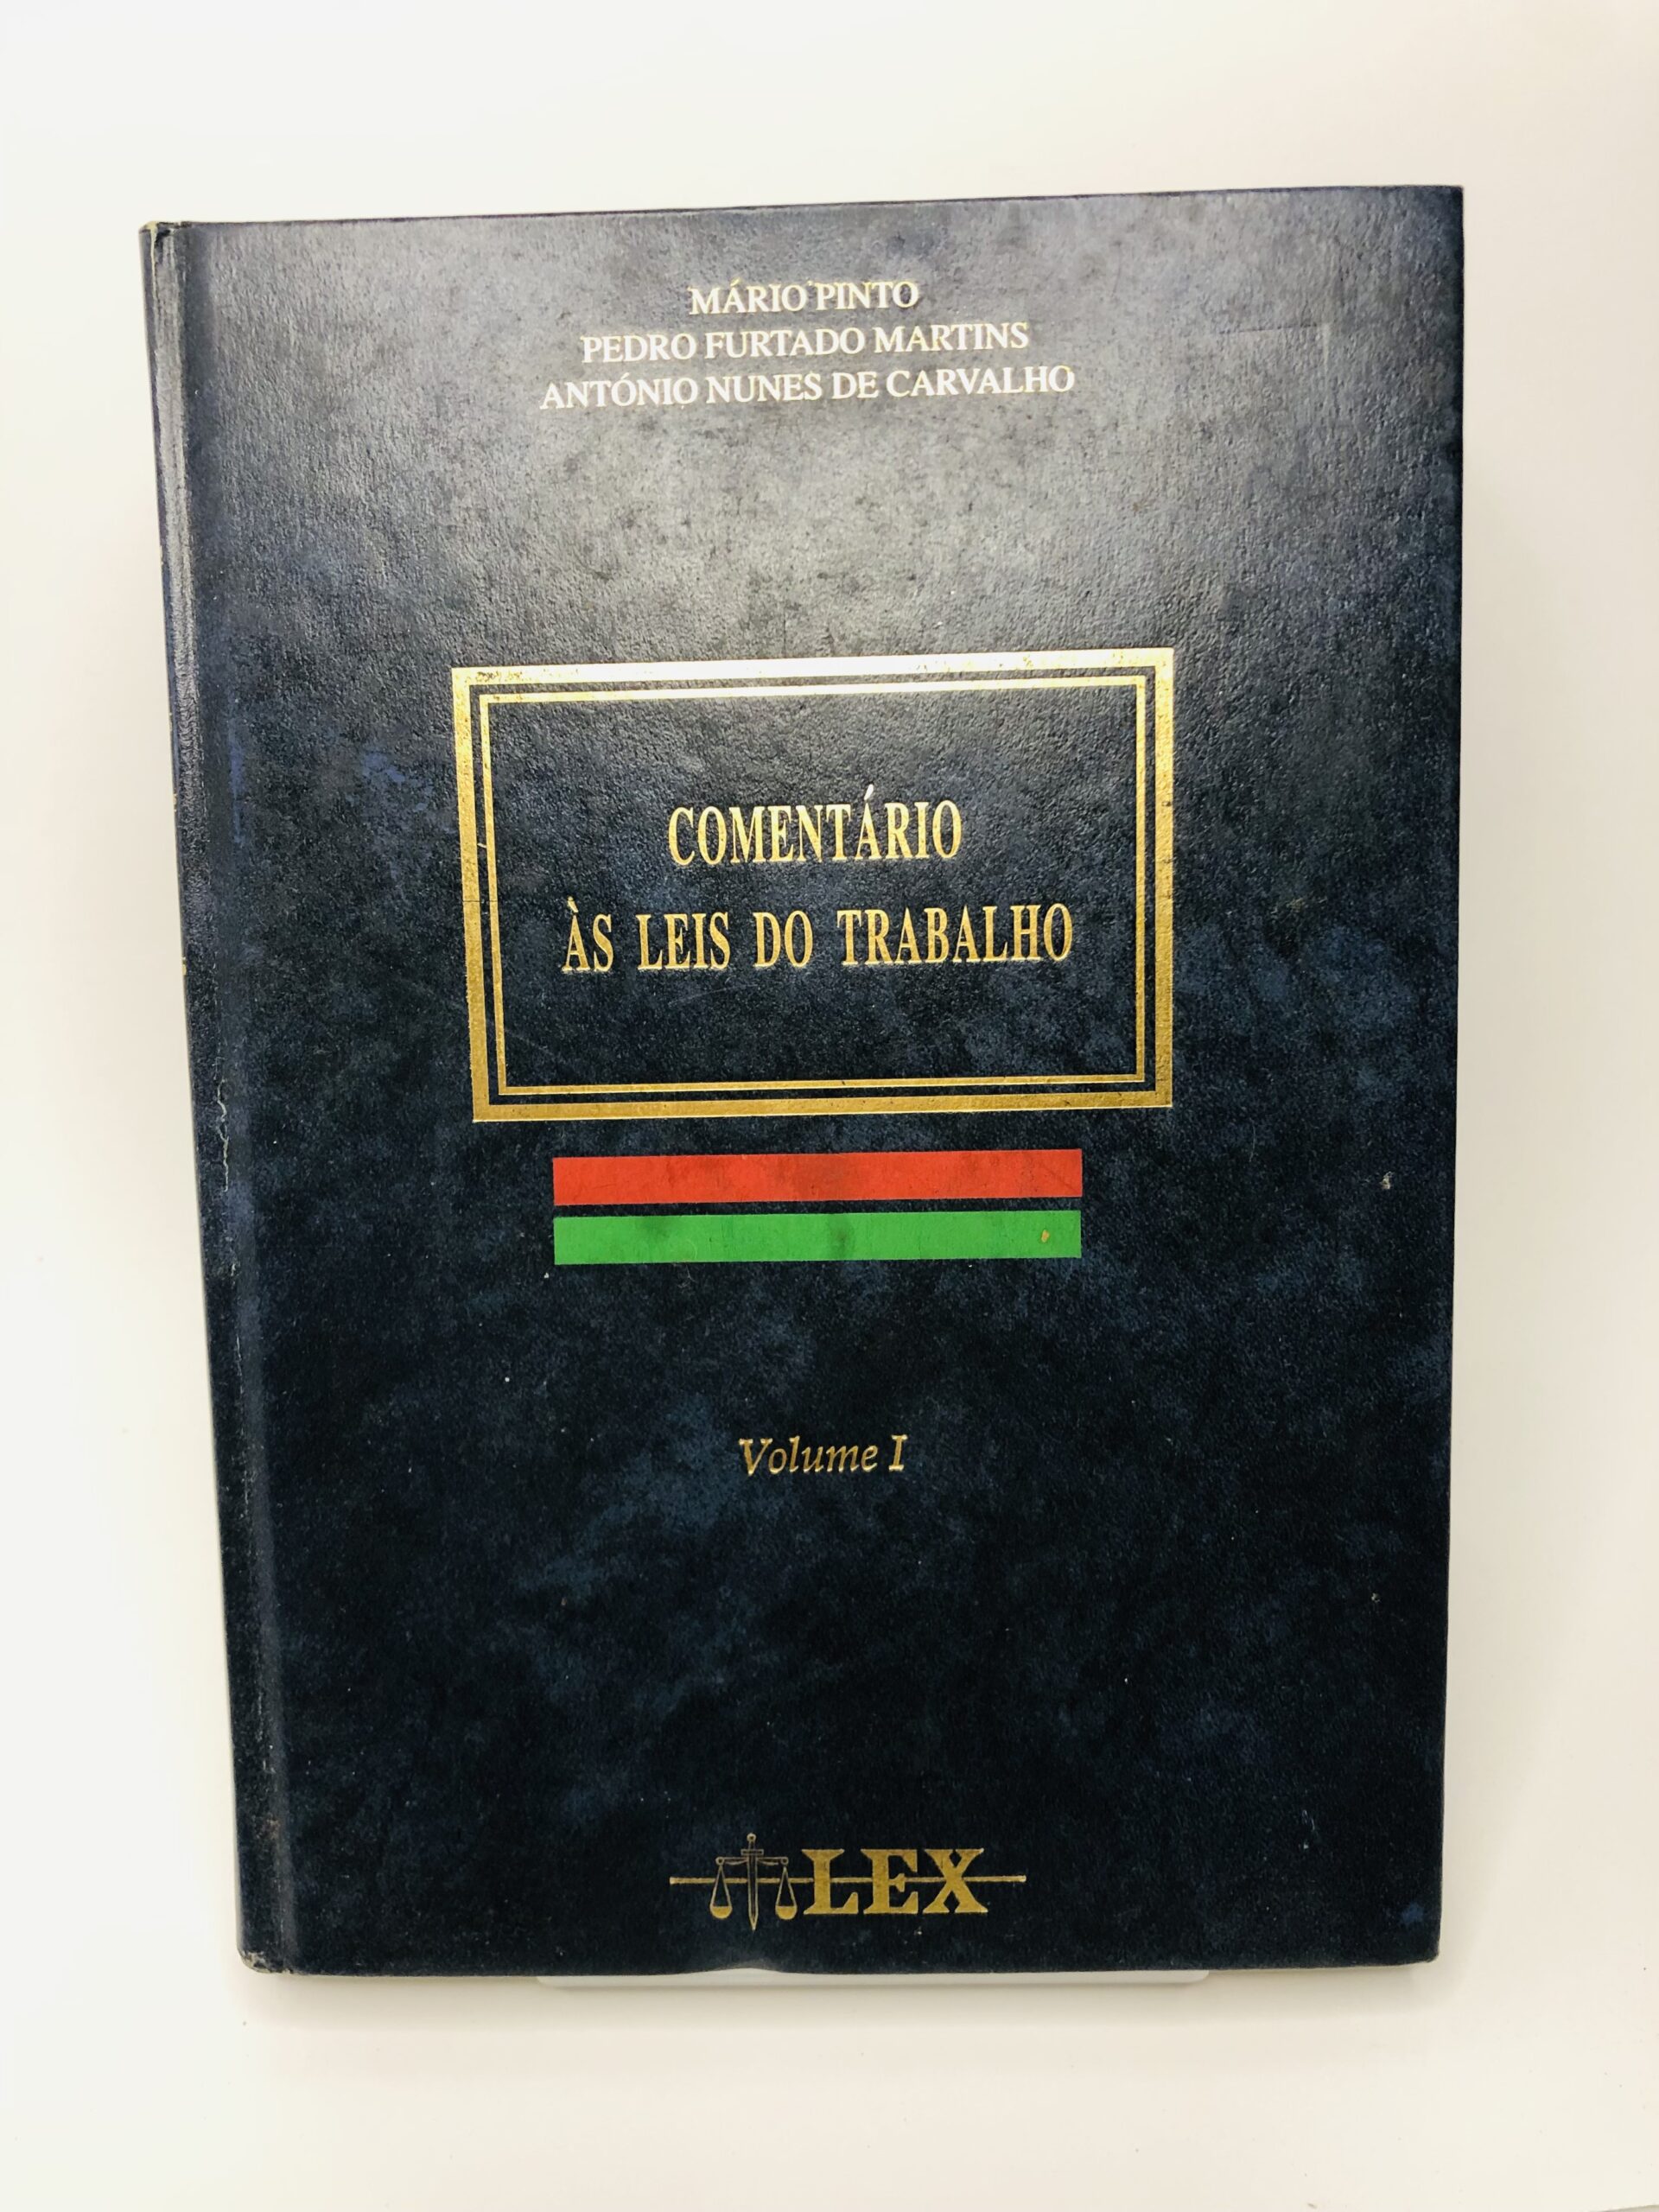 MÁRIO PINTO
PEDRO FURTADO MARTINS
ANTÓNIO NUNES DE CARVALHO
COMENTÁRIO
ÀS LEIS DO TRABALHO
Volume I
LEX